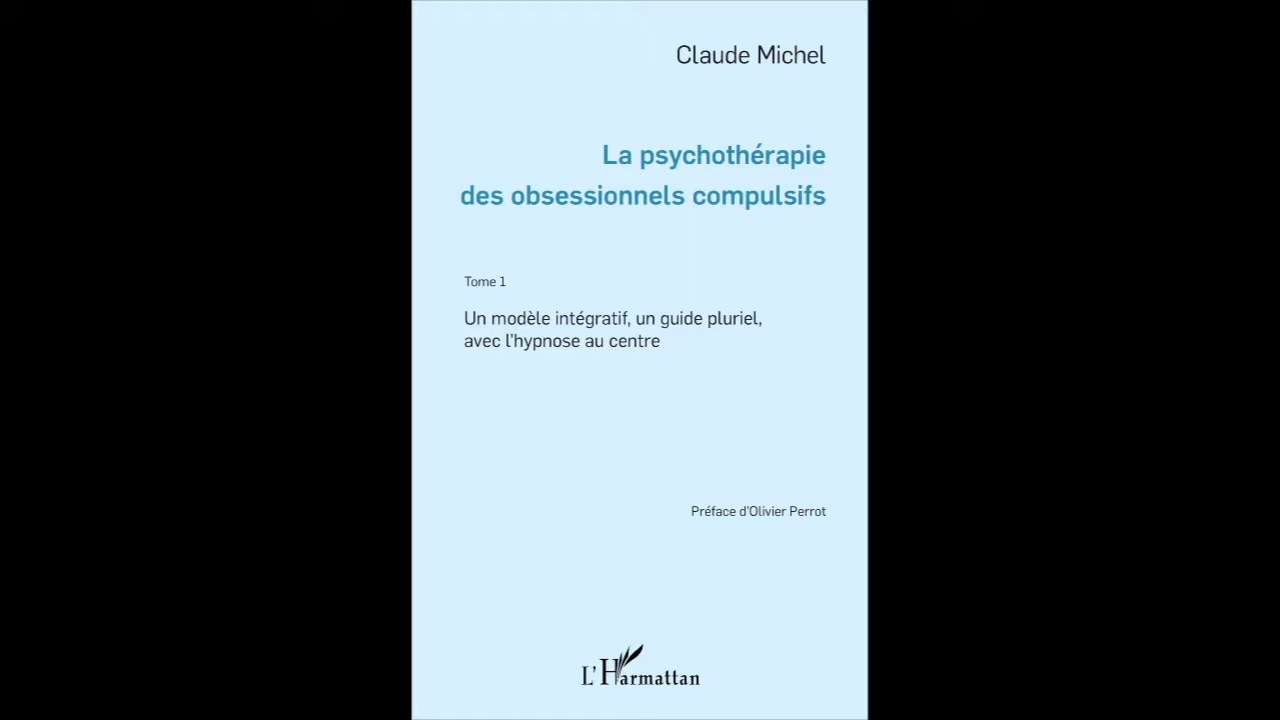 Claude Michel
La psychothérapie
des obsessionnels compulsifs
Tome 1
Un modèle intégratif, un guide pluriel,
avec l'hypnose au centre
Préface d'Olivier Perrot
L'Harmattan